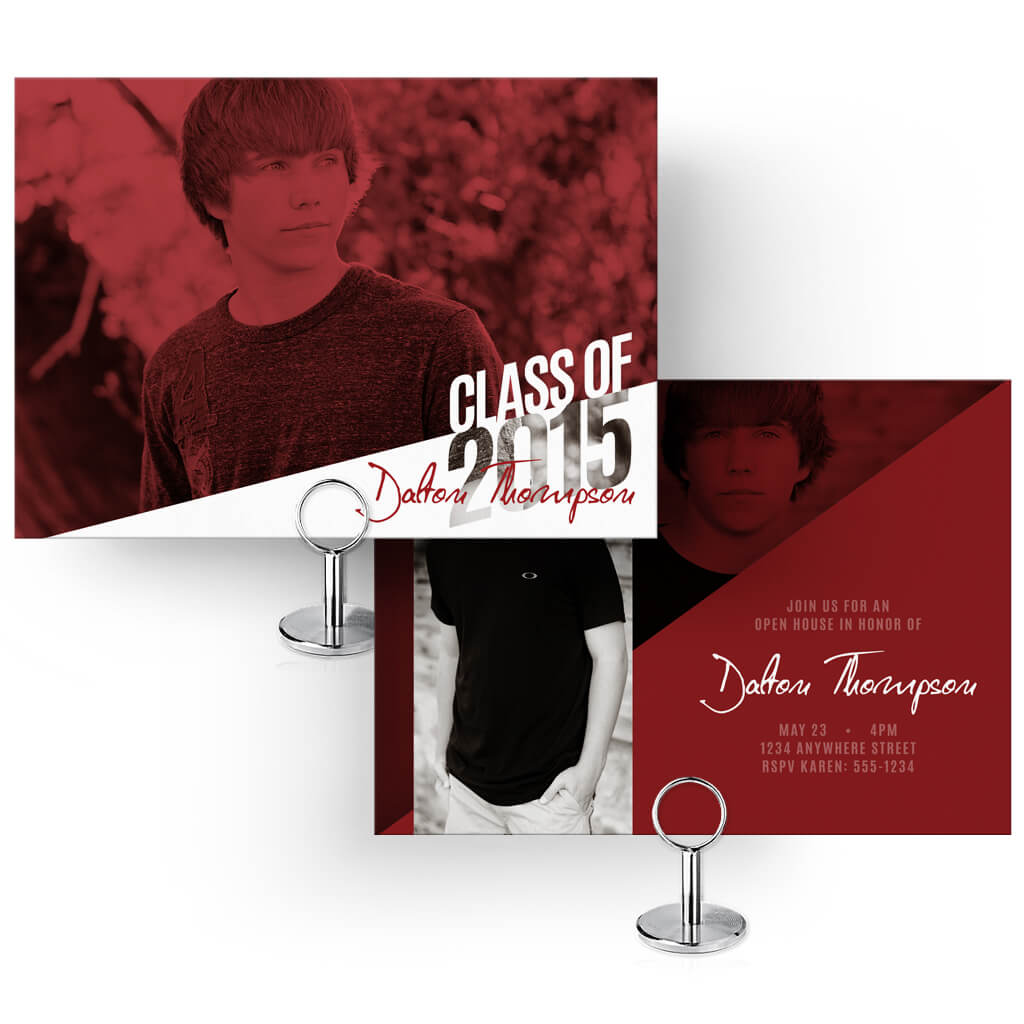 CLASS OF
2015
Dalton Thompson
JOIN US FOR AN
OPEN HOUSE IN HONOR OF
Dalton Thompson
MAY 23 • 4PM
1234 ANYWHERE STREET
RSPV KAREN: 555-1234